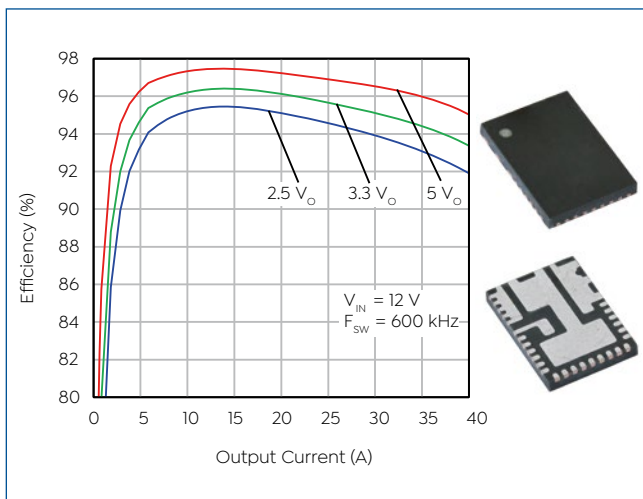 98
96
94
92
90
86
84
82
80
Efficiency (%)
2.5 VO
3.3 VO
5 VO
VIN = 12 V
FSW = 600 kHz
0 5 10 15 20 25 30 35 40
Output Current (A)